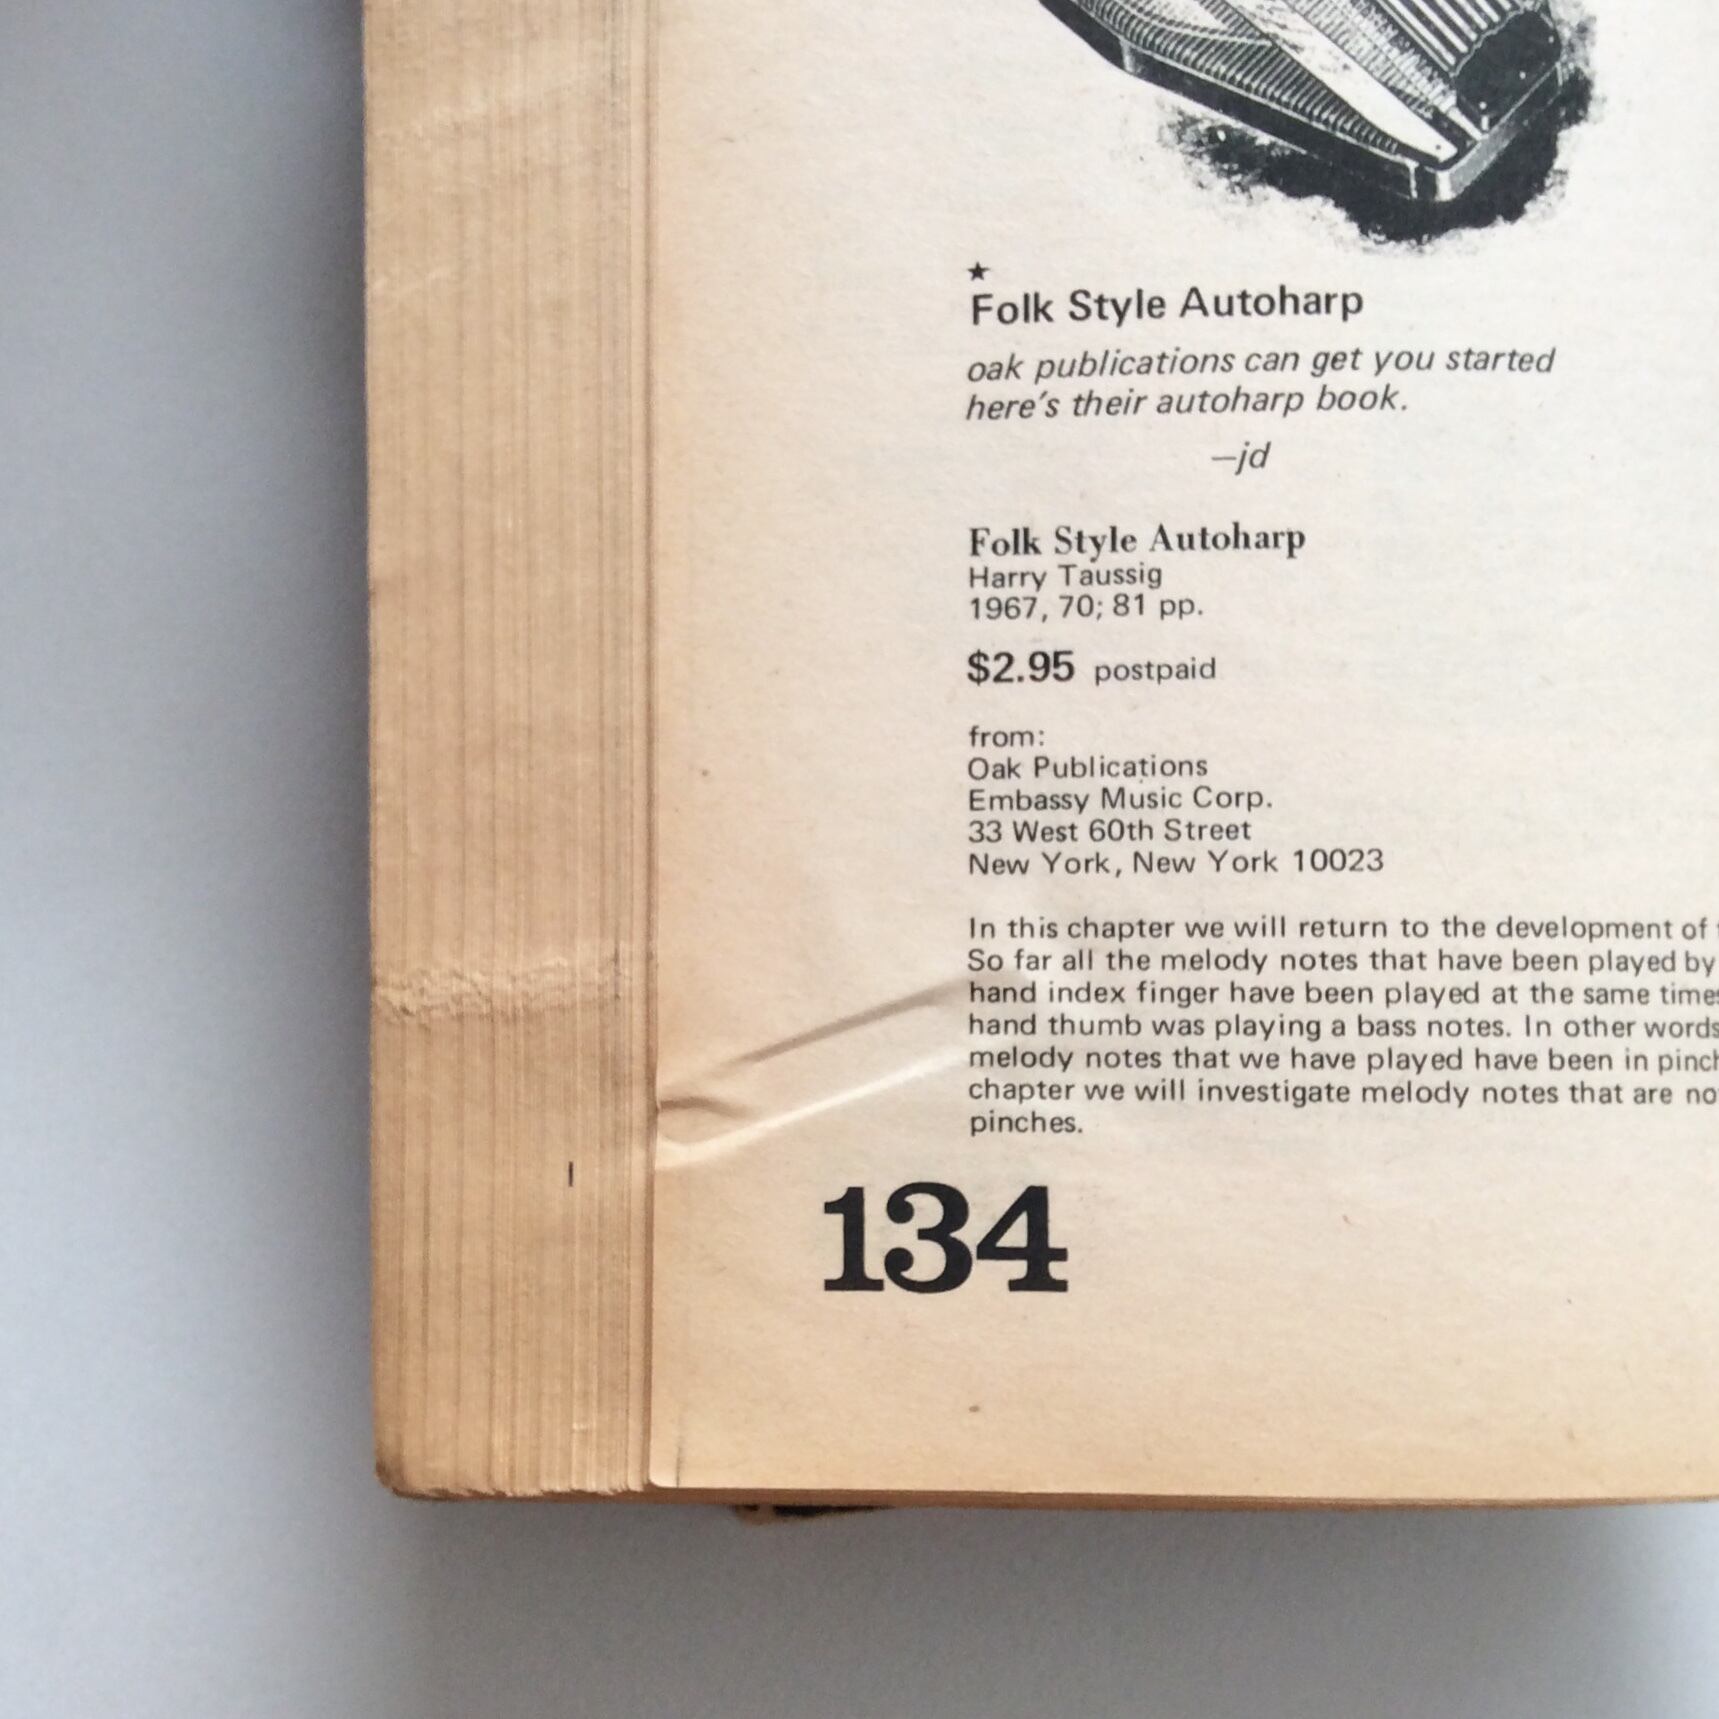 ★
Folk Style Autoharp
oak publications can get you started
here's their autoharp book.
—jd
Folk Style Autoharp
Harry Taussig
1967, 70; 81 pp.
$2.95 postpaid
from:
Oak Publications
Embassy Music Corp.
33 West 60th Street
New York, New York 10023
In this chapter we will return to the development of
So far all the melody notes that have been played by
hand index finger have been played at the same time
hand thumb was playing a bass notes. In other words
melody notes that we have played have been in
chapter we will investigate melody notes that are
pinches.
134